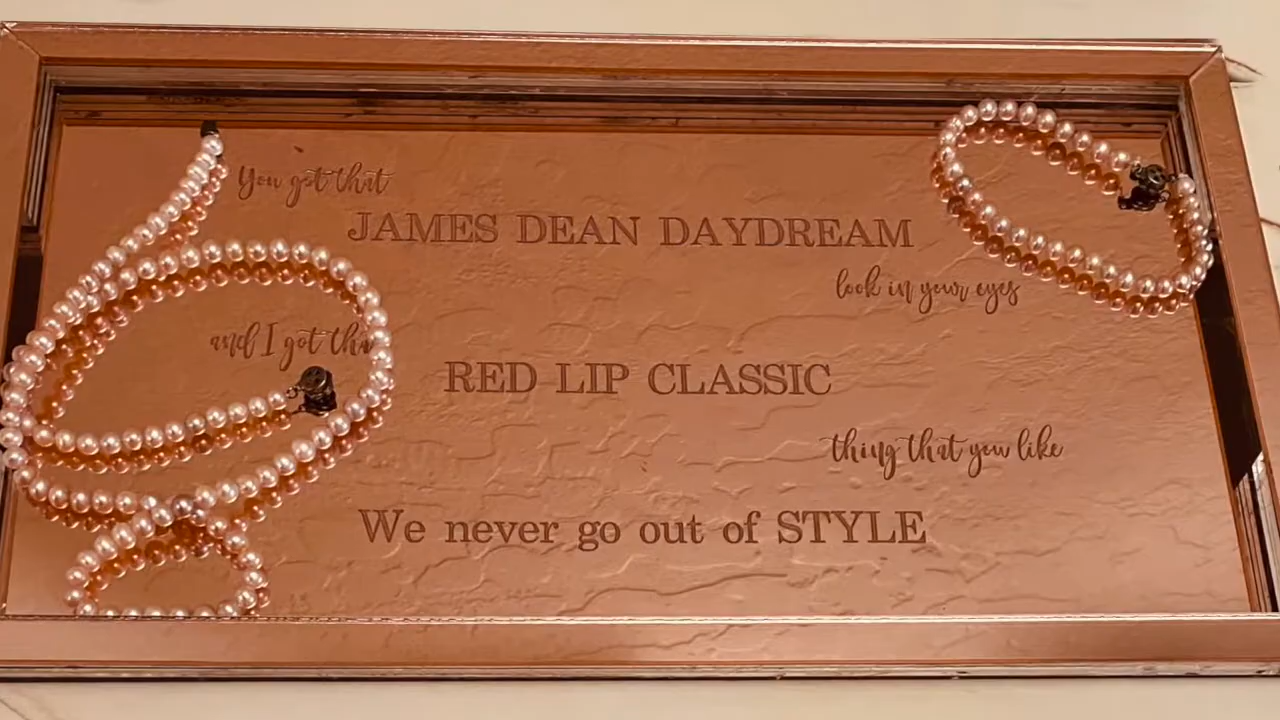 You got that
JAMES DEAN DAYDREAM
look in your eyes
and I got tha
RED LIP CLASSIC
thing that you like
We never go out of STYLE